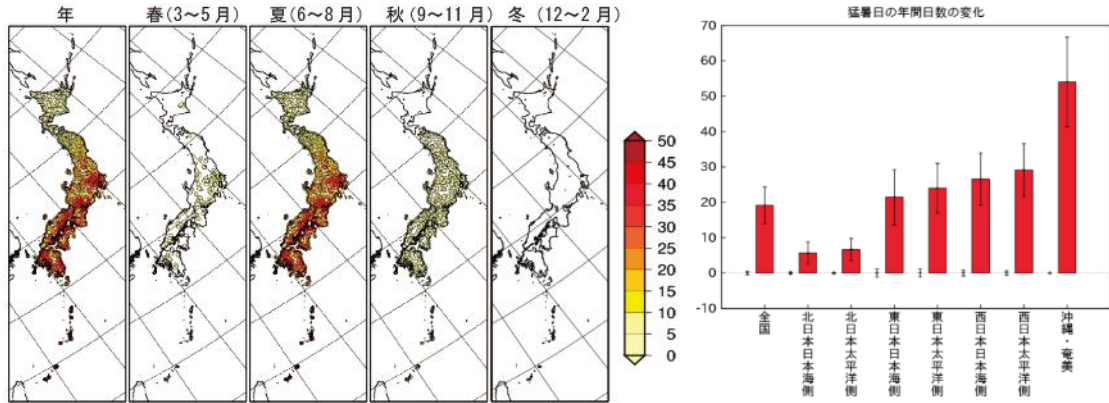 年
春(3～5月)
夏(6～8月)
秋(9～11月)
冬(12～2月)
50
45
40
35
30
25
20
15
10
5
0
猛暑日の年間日数の変化
70
60
50
40
30
20
10
0
-10
全国
北日本日本海側
北日本太平洋側
東日本日本海側
東日本太平洋側
西日本日本海側
西日本太平洋側
沖縄・奄美